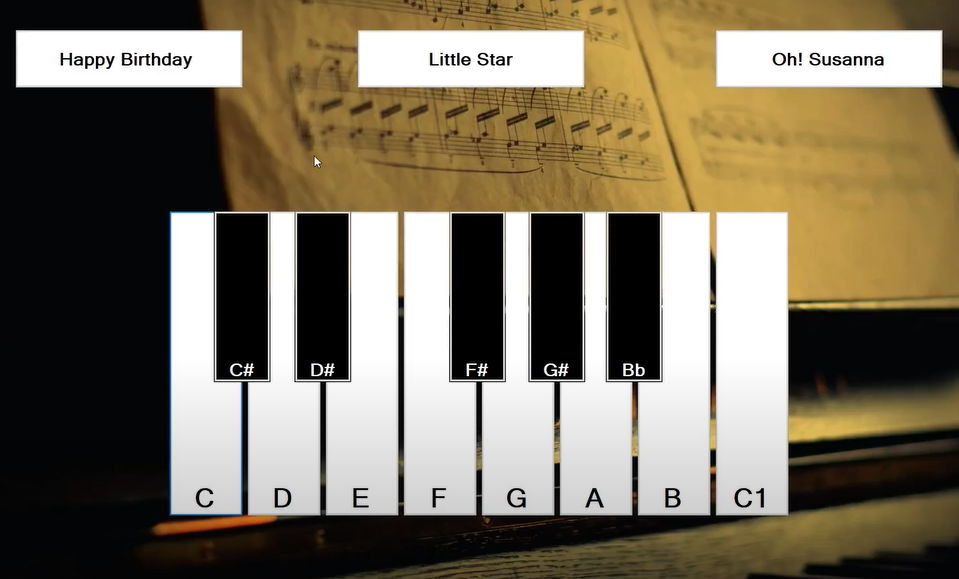 Happy Birthday
Little Star
Oh! Susanna
C# D# F# G# Bb
C D E F G A B C1